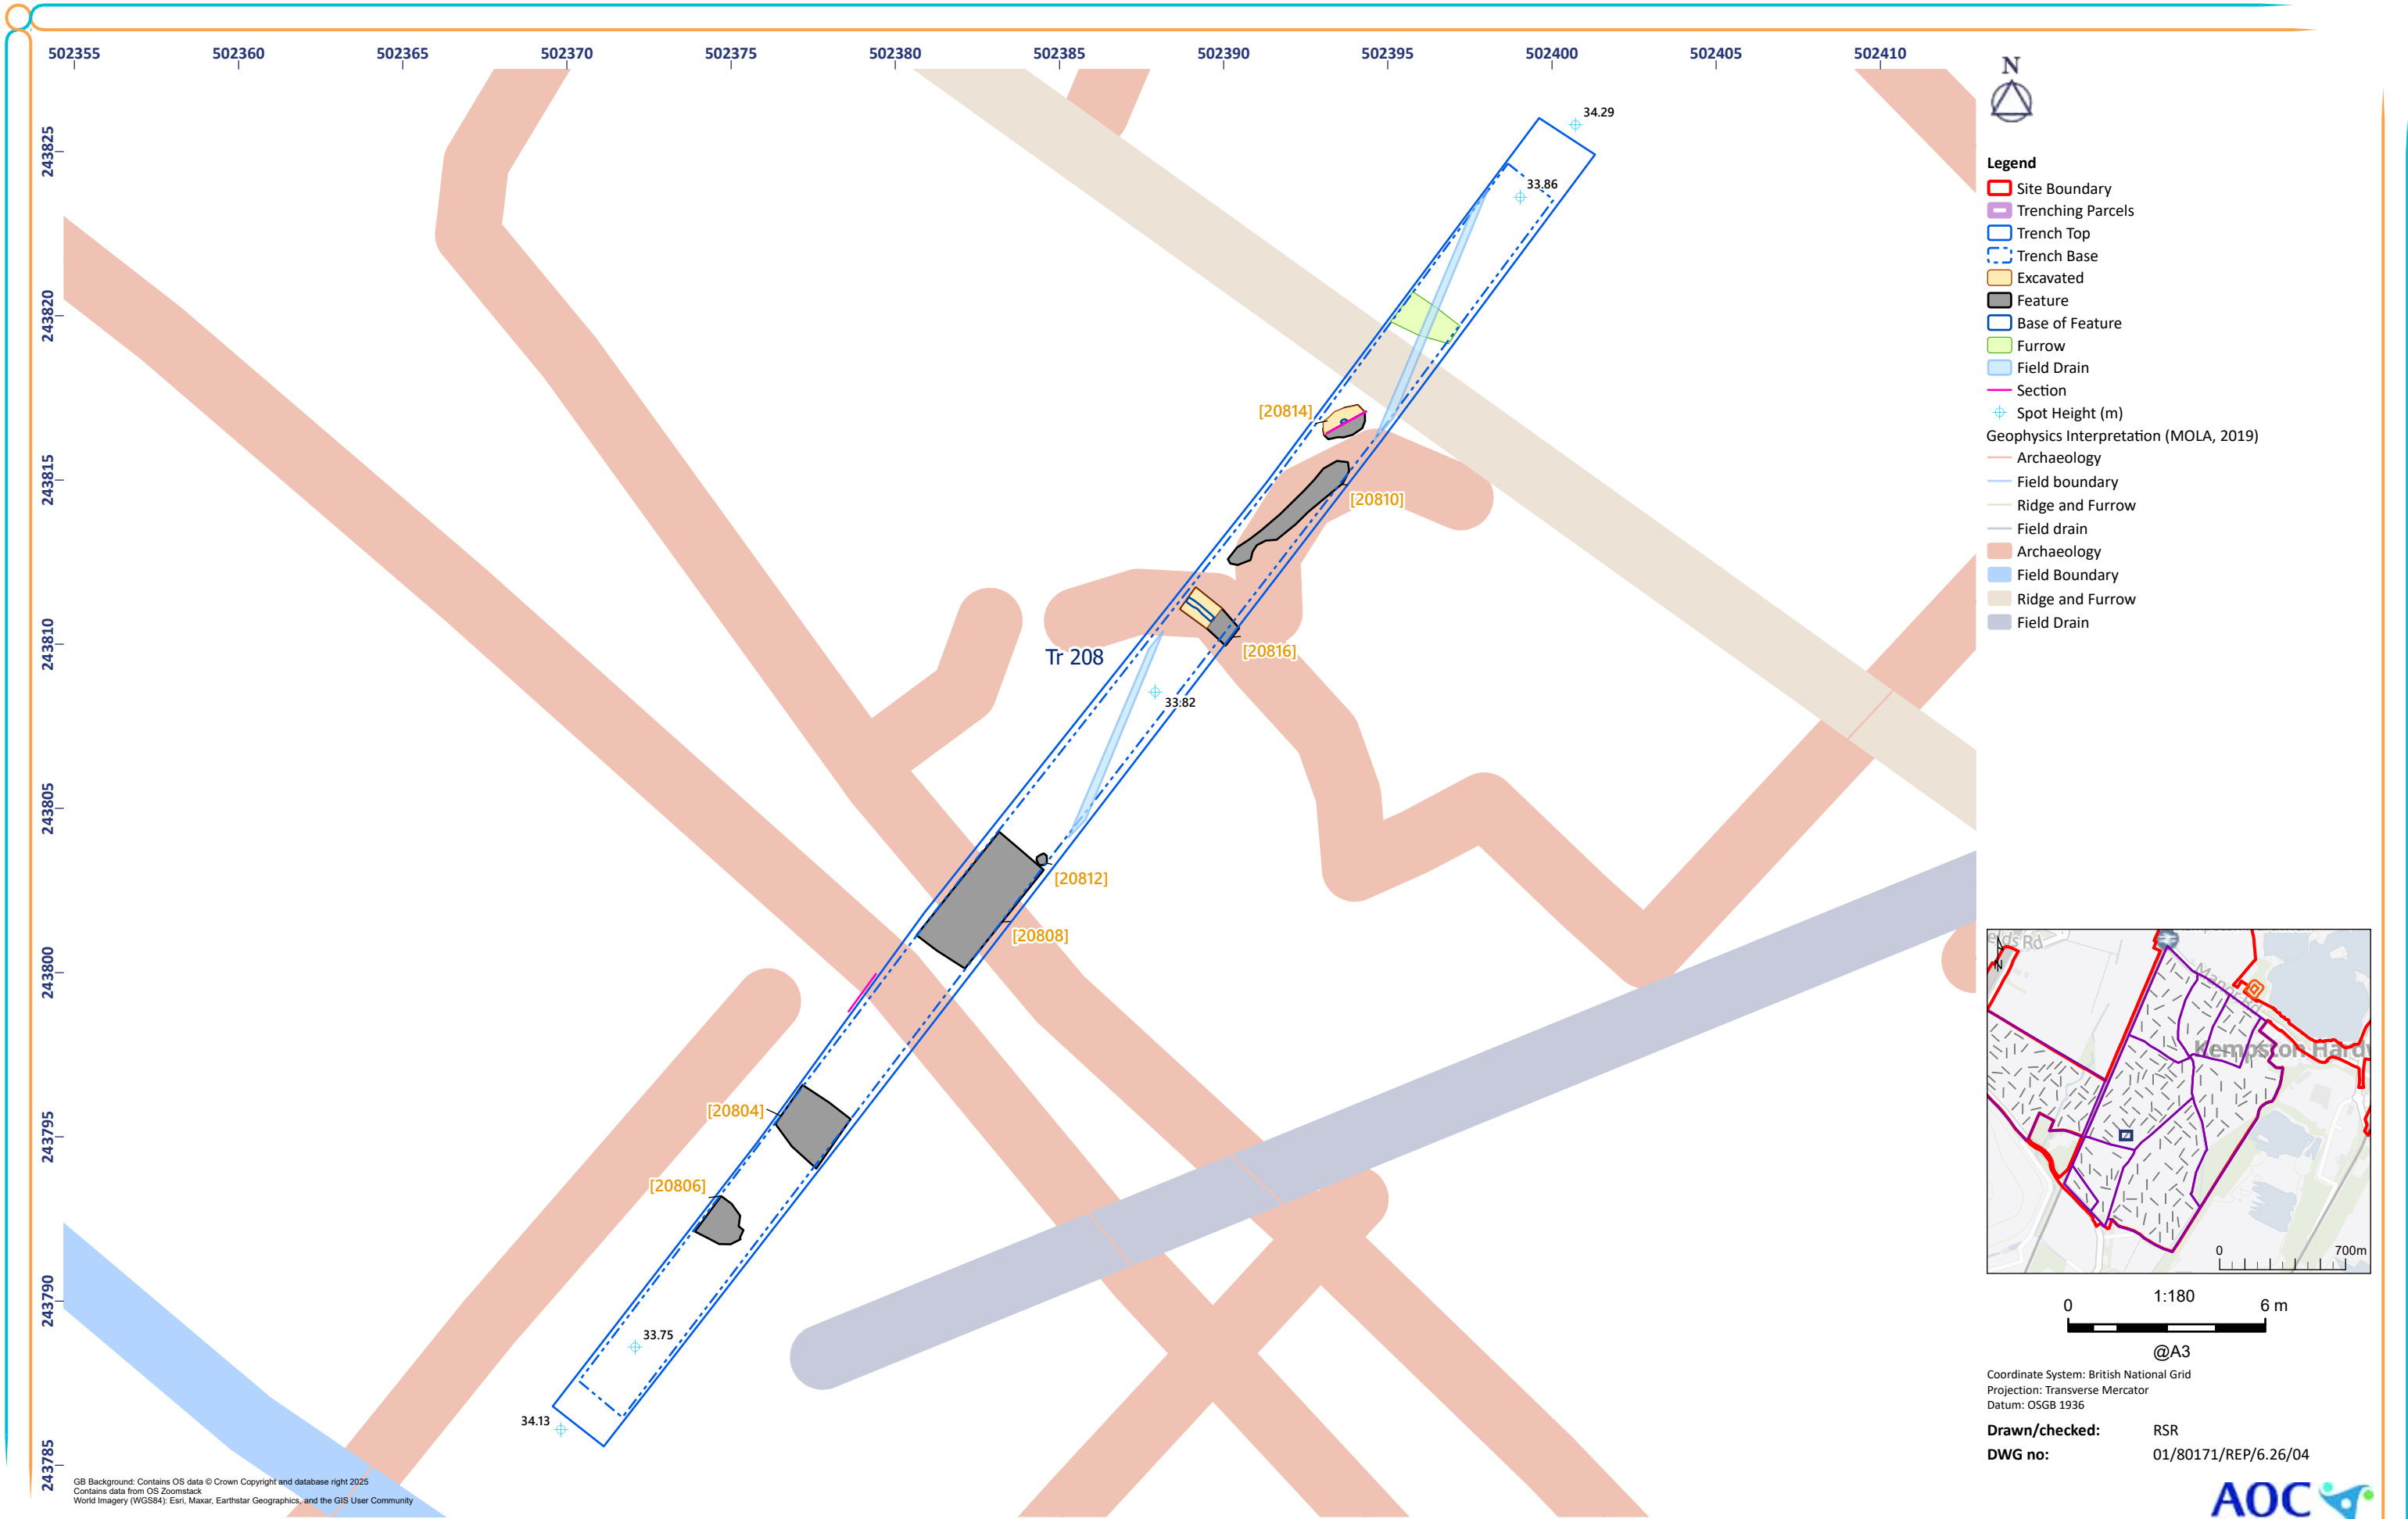 502355 502360 502365 502370 502375 502380 502385 502390 502395 502400 502405 502410
243825
243820
243815
243810
243805
243800
243795
243790
243785
34.29
33.86
[20814]
[20810]
[20816]
Tr 208
33.82
[20812]
[20808]
[20804]
[20806]
33.75
34.13
GB Background: Contains OS data © Crown Copyright and database right 2025
Contains data from OS Zoomstack
World Imagery (WGS84): Esri, Maxar, Earthstar Geographics, and the GIS User Community
N
Legend
Site Boundary
Trenching Parcels
Trench Top
Trench Base
Excavated
Feature
Base of Feature
Furrow
Field Drain
Section
Spot Height (m)
Geophysics Interpretation (MOLA, 2019)
Archaeology
Field boundary
Ridge and Furrow
Field drain
Archaeology
Field Boundary
Ridge and Furrow
Field Drain
elds Rd
N
Manor Rd
Kempston Hardw
0 700m
1:180
0 6 m
@A3
Coordinate System: British National Grid
Projection: Transverse Mercator
Datum: OSGB 1936
Drawn/checked: RSR
DWG no: 01/80171/REP/6.26/04
AOC